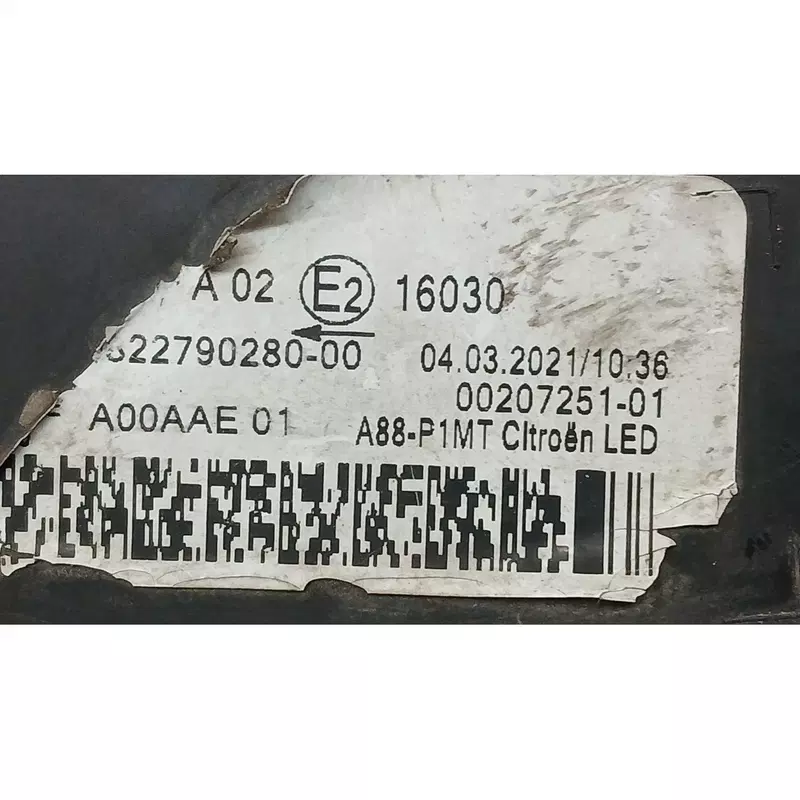 A 02 E2 16030
22790280-00 04.03.2021/10:36
00207251-01
A00AAE 01 A88-P1MT Citroën LED